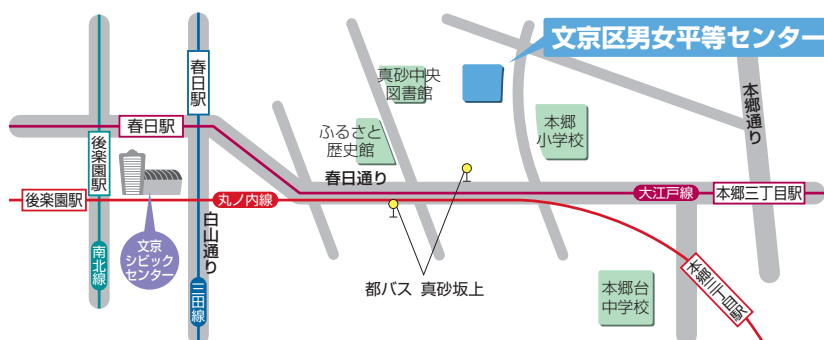 文京区男女平等センター
春日駅
真砂中央
図書館
本郷通り
春日駅
後楽園駅
ふるさと
歴史館
本郷
小学校
春日通り
後楽園駅
丸ノ内線
大江戸線
本郷三丁目駅
白山通り
文京
シビック
センター
南北線
三田線
都バス 真砂坂上
本郷台
中学校
本郷三丁目駅